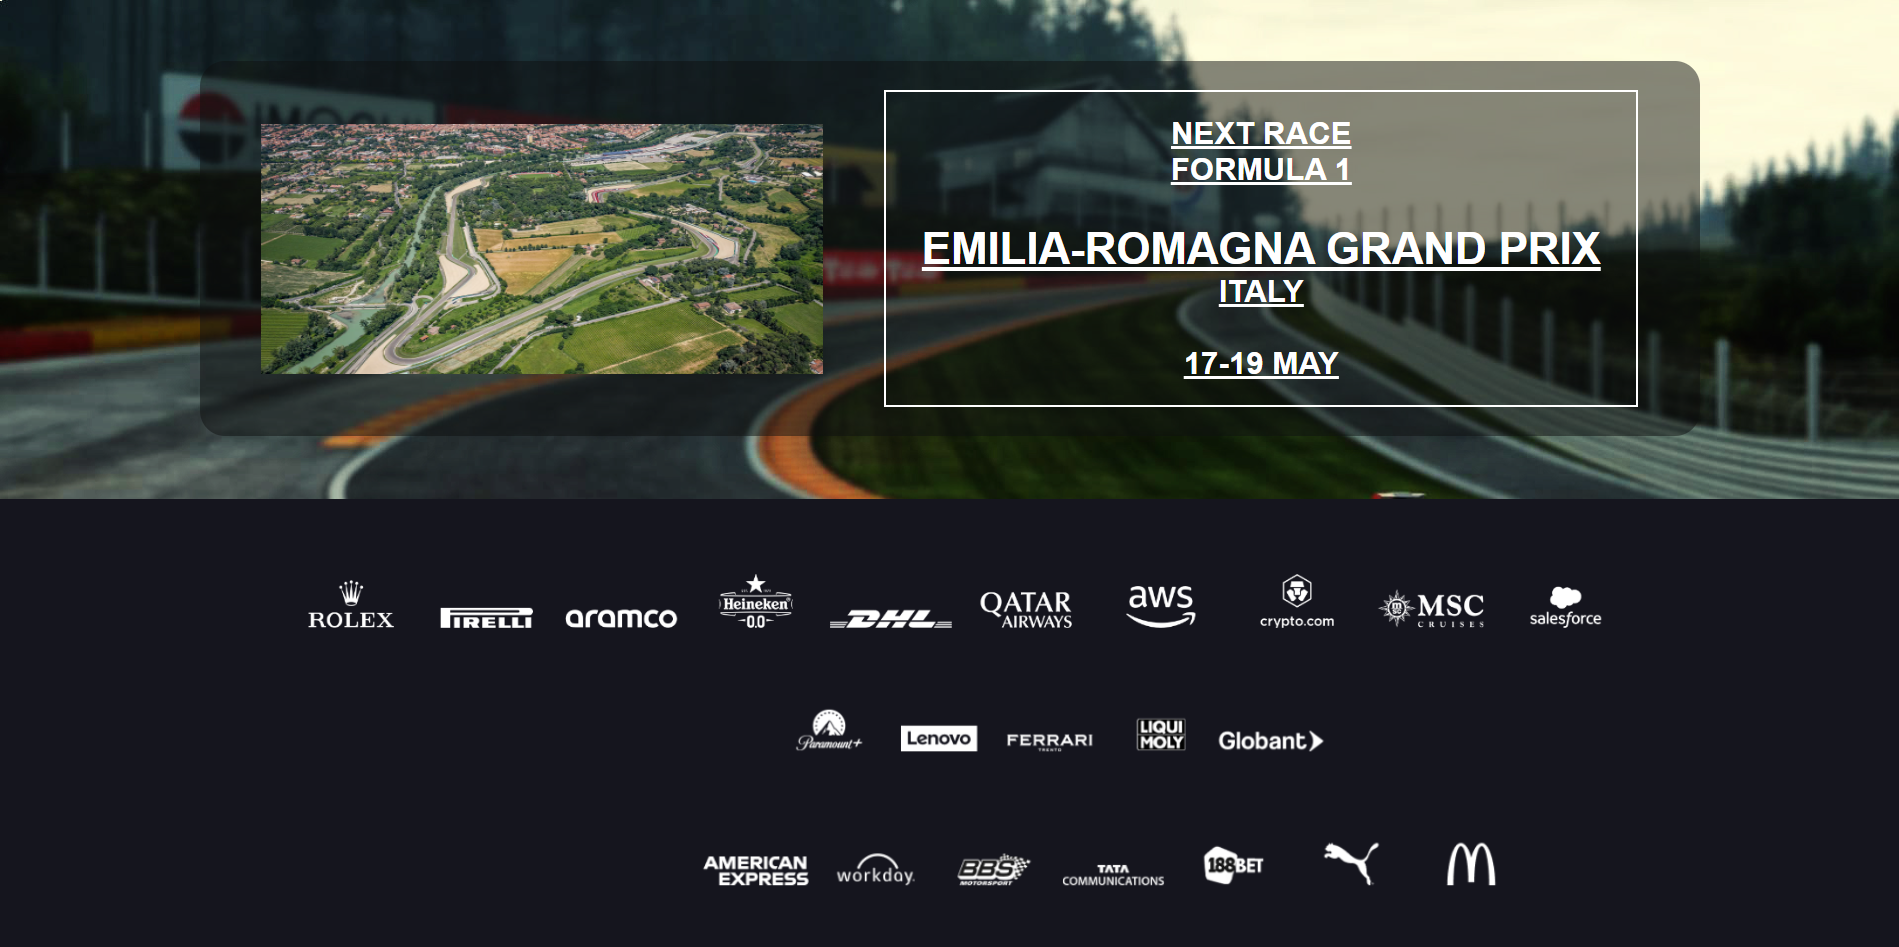 NEXT RACE
FORMULA 1
EMILIA-ROMAGNA GRAND PRIX
ITALY
17-19 MAY
ROLEX
PIRELLI
aramco
Heineken
0.0
DHL
QATAR
AIRWAYS
aws
crypto.com
MSC
CRUISES
salesforce
Paramount+
Lenovo
FERRARI
TRENTO
LIQUI
MOLY
Globant
AMERICAN
EXPRESS
workday.
BBS
MOTORSPORT
TATA
COMMUNICATIONS
188BET